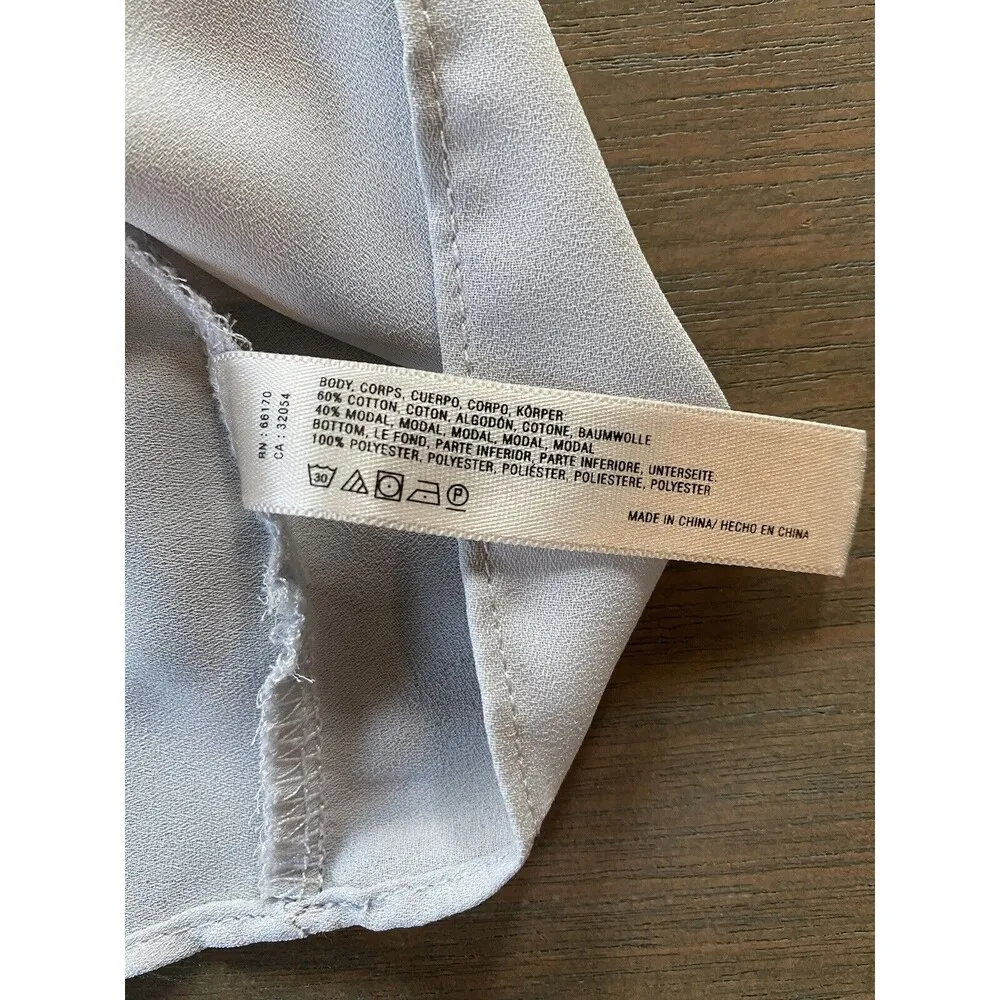 RN : 66170
CA : 32054
BODY, CORPS, CUERPO, CORPO, KÖRPER
60% COTTON, COTON, ALGODÓN, COTONE, BAUMWOLLE
40% MODAL, MODAL, MODAL, MODAL, MODAL
BOTTOM, LE FOND, PARTE INFERIOR, PARTE INFERIORE, UNTERSEITE.
100% POLYESTER, POLYESTER, POLIÉSTER, POLIESTERE, POLYESTER
30 P
MADE IN CHINA/ HECHO EN CHINA